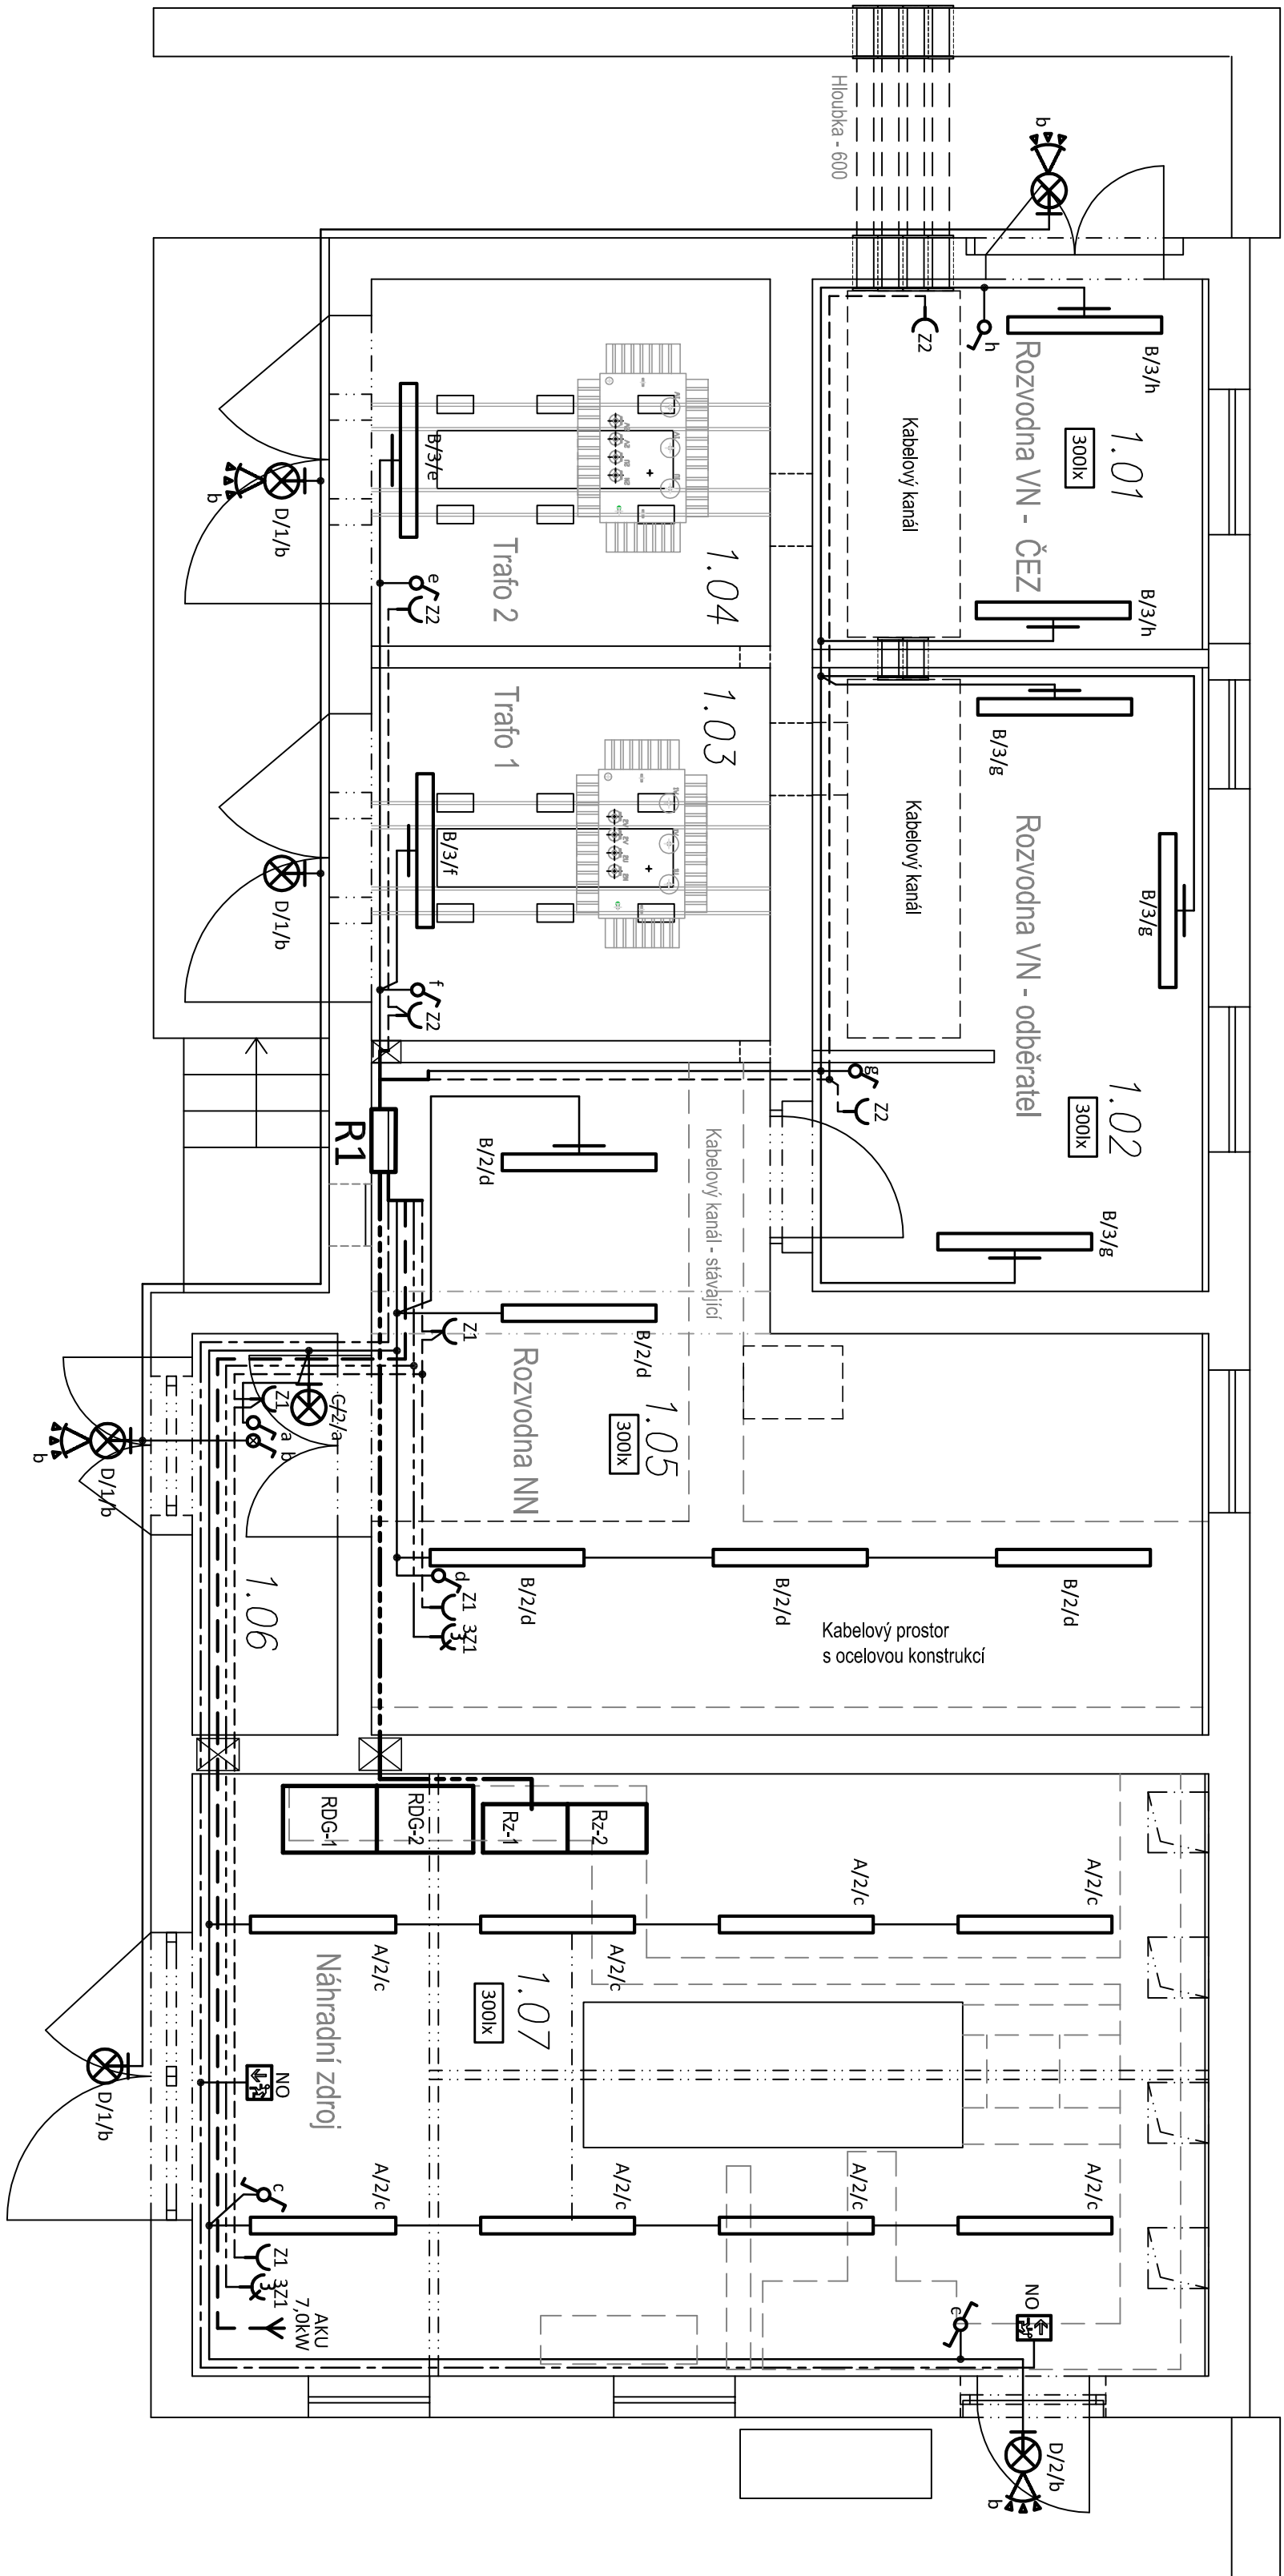 Hloubka - 600
b
B/3/h
h
Z2
Rozvodna VN - ČEZ
1.01
300lx
Kabelový kanál
B/3/h
B/3/e
D/1/b
b
e
Z2
Trafo 2
1.04
1.03
Trafo 1
B/3/f
D/1/b
f
Z2
B/3/g
Kabelový kanál
B/3/g
Rozvodna VN - odběratel
1.02
300lx
g
Z2
B/3/g
R1
B/2/d
Kabelový kanál - stávající
B/2/d
Z1
Rozvodna NN
1.05
300lx
C/2/a
Z1
a
b
D/1/b
b
1.06
B/2/d
B/2/d
B/2/d
d
Z1
3Z1
Kabelový prostor
s ocelovou konstrukcí
RDG-1
RDG-2
Rz-1
Rz-2
A/2/c
A/2/c
A/2/c
A/2/c
Náhradní zdroj
1.07
300lx
NO
D/1/b
c
A/2/c
A/2/c
A/2/c
A/2/c
Z1
3Z1
AKU
7,0kW
c
NO
D/2/b
b